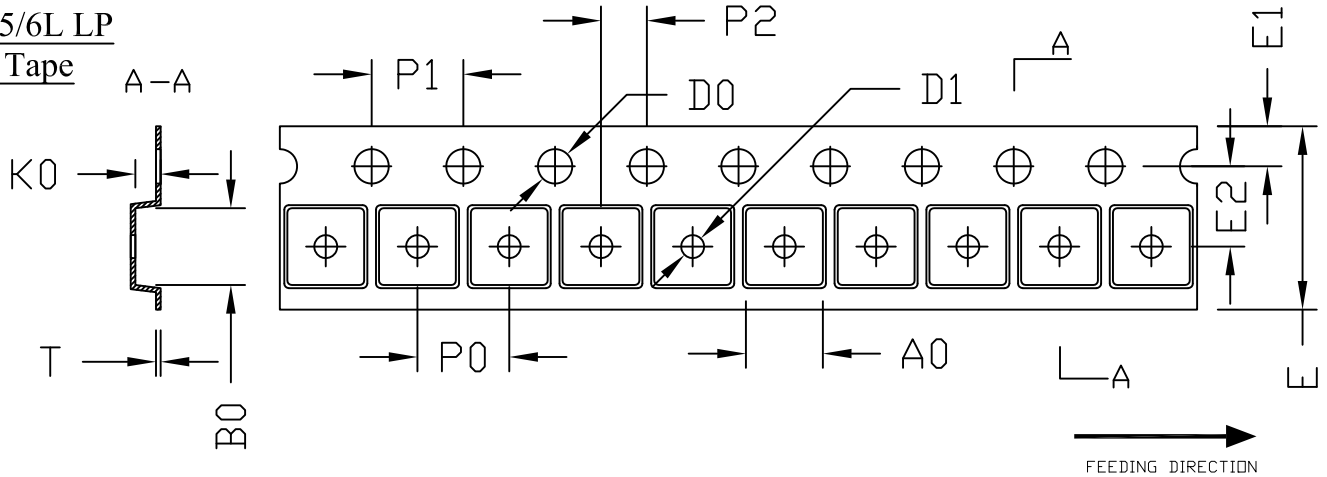 5/6L LP
Tape
A-A
P1
P2
D0
D1
A
E1
K0
E2
T
B0
P0
A0
A
E
FEEDING DIRECTION